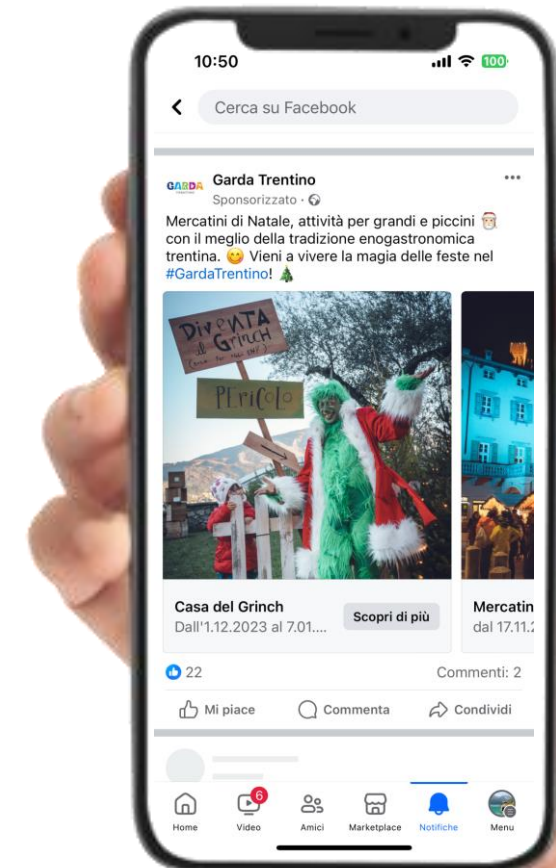 10:50
100
Cerca su Facebook
GARDA
Garda Trentino
Sponsorizzato
Mercatini di Natale, attività per grandi e piccini
con il meglio della tradizione enogastronomica
trentina. Vieni a vivere la magia delle feste nel
#GardaTrentino!
DivENTA
il GrincH
PEriColO
Casa del Grinch
Dall'1.12.2023 al 7.01....
Scopri di più
Mercatin
dal 17.11.2
22
Commenti: 2
Mi piace
Commenta
Condividi
6
Home
Video
Amici
Marketplace
Notifiche
Menu